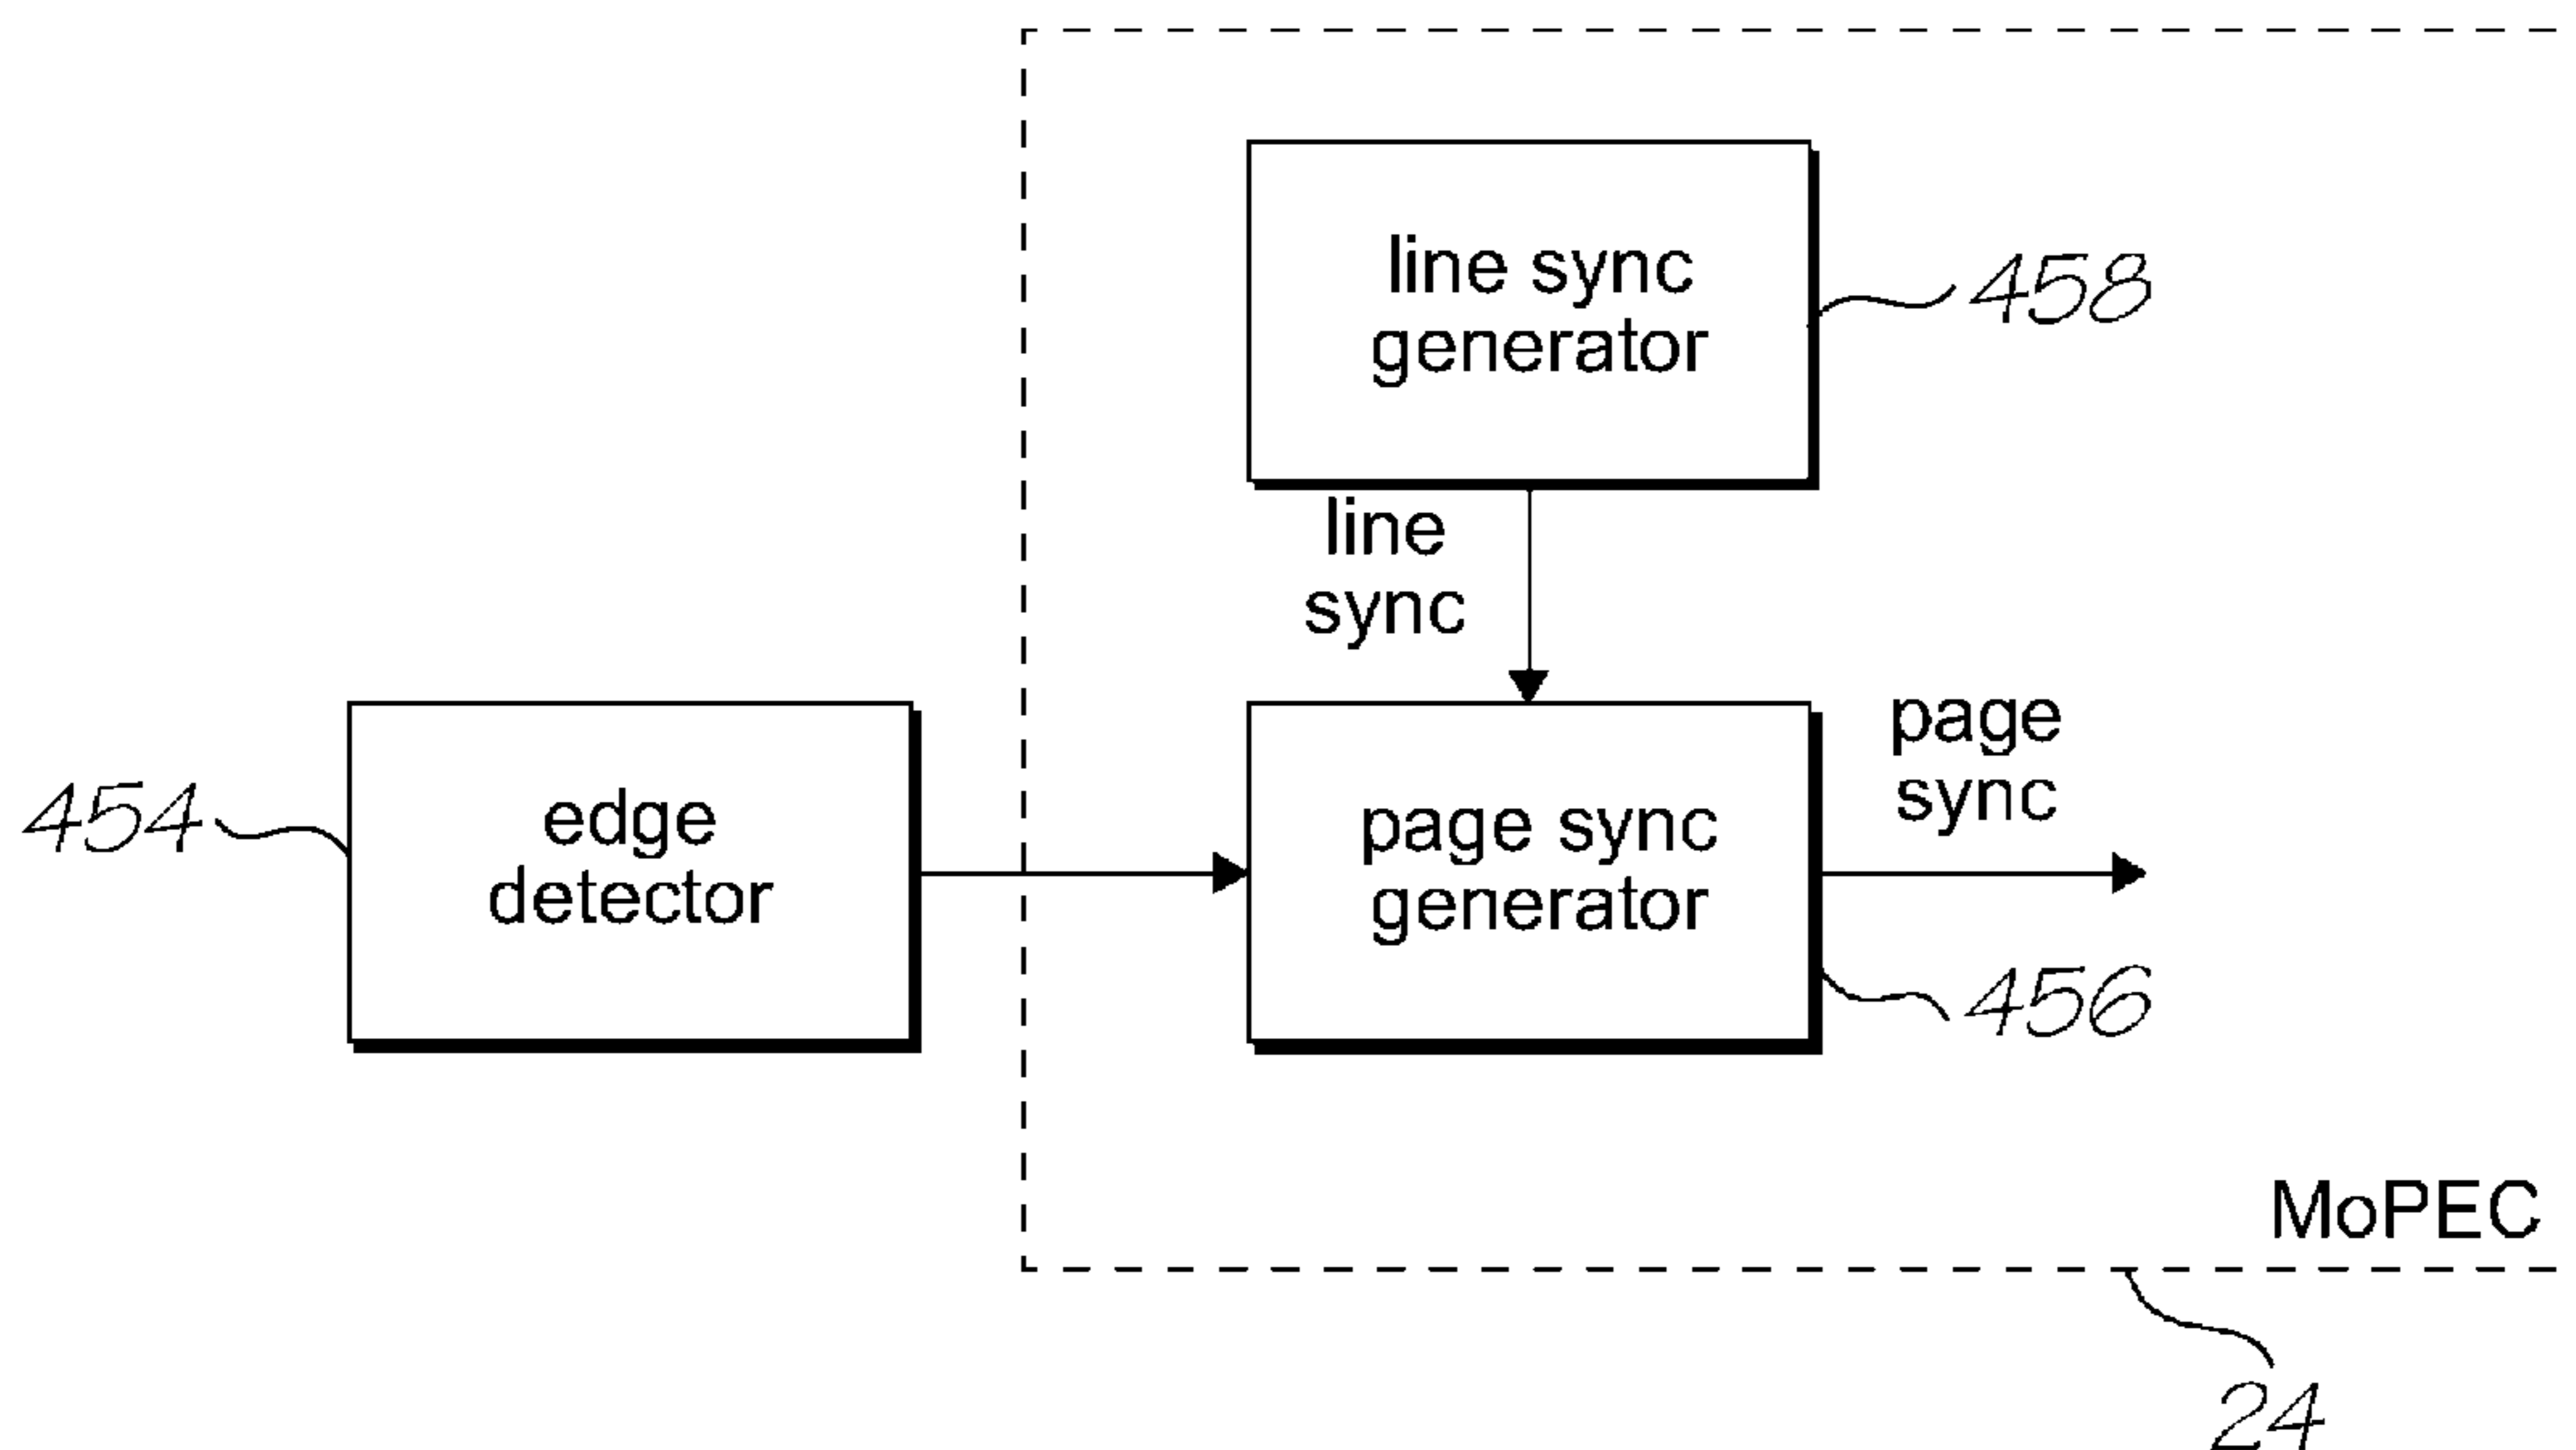 line sync
generator
458
line
sync
454
edge
detector
page sync
generator
page
sync
456
MoPEC
24